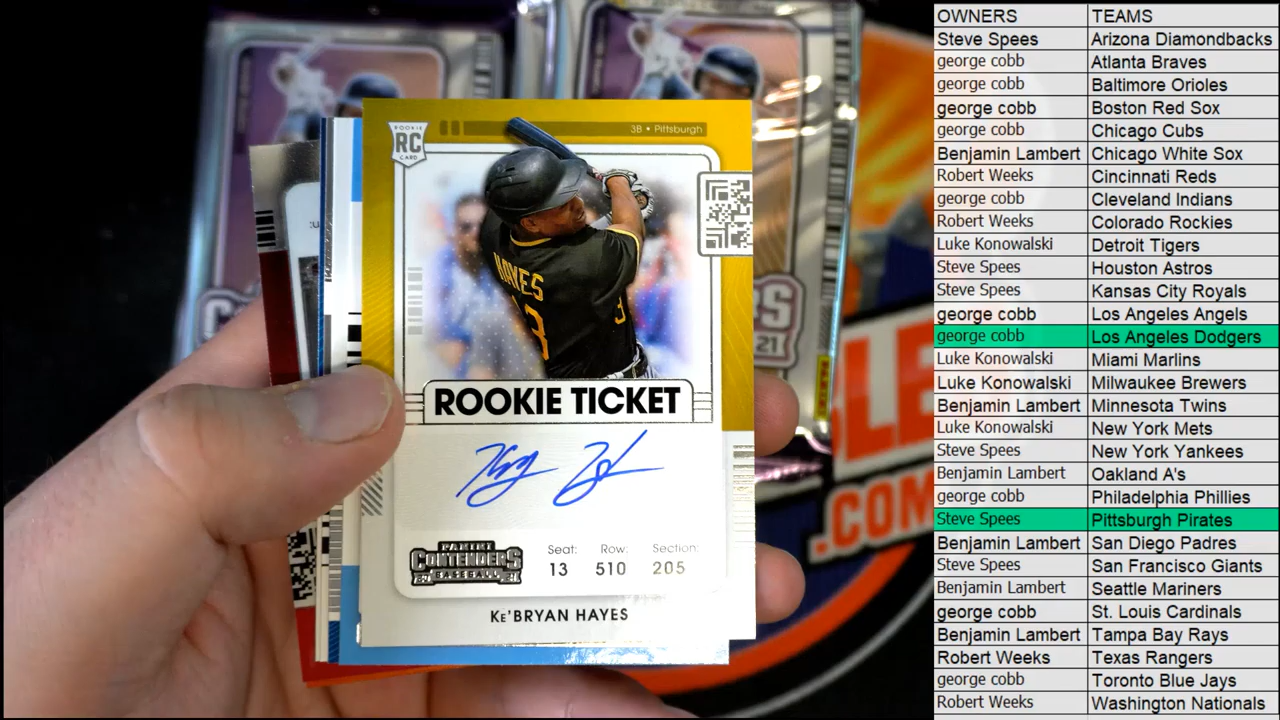 ROOKIE
RC
CARD
3B • Pittsburgh
HAYES
13
3
ROOKIE TICKET
PANINI
CONTENDERS
20 BASEBALL 21
Seat: Row: Section:
13 510 205
KE'BRYAN HAYES
21
.COM
OWNERS TEAMS
Steve Spees Arizona Diamondbacks
george cobb Atlanta Braves
george cobb Baltimore Orioles
george cobb Boston Red Sox
george cobb Chicago Cubs
Benjamin Lambert Chicago White Sox
Robert Weeks Cincinnati Reds
george cobb Cleveland Indians
Robert Weeks Colorado Rockies
Luke Konowalski Detroit Tigers
Steve Spees Houston Astros
Steve Spees Kansas City Royals
george cobb Los Angeles Angels
george cobb Los Angeles Dodgers
Luke Konowalski Miami Marlins
Luke Konowalski Milwaukee Brewers
Benjamin Lambert Minnesota Twins
Luke Konowalski New York Mets
Steve Spees New York Yankees
Benjamin Lambert Oakland A's
george cobb Philadelphia Phillies
Steve Spees Pittsburgh Pirates
Benjamin Lambert San Diego Padres
Steve Spees San Francisco Giants
Benjamin Lambert Seattle Mariners
george cobb St. Louis Cardinals
Benjamin Lambert Tampa Bay Rays
Robert Weeks Texas Rangers
george cobb Toronto Blue Jays
Robert Weeks Washington Nationals